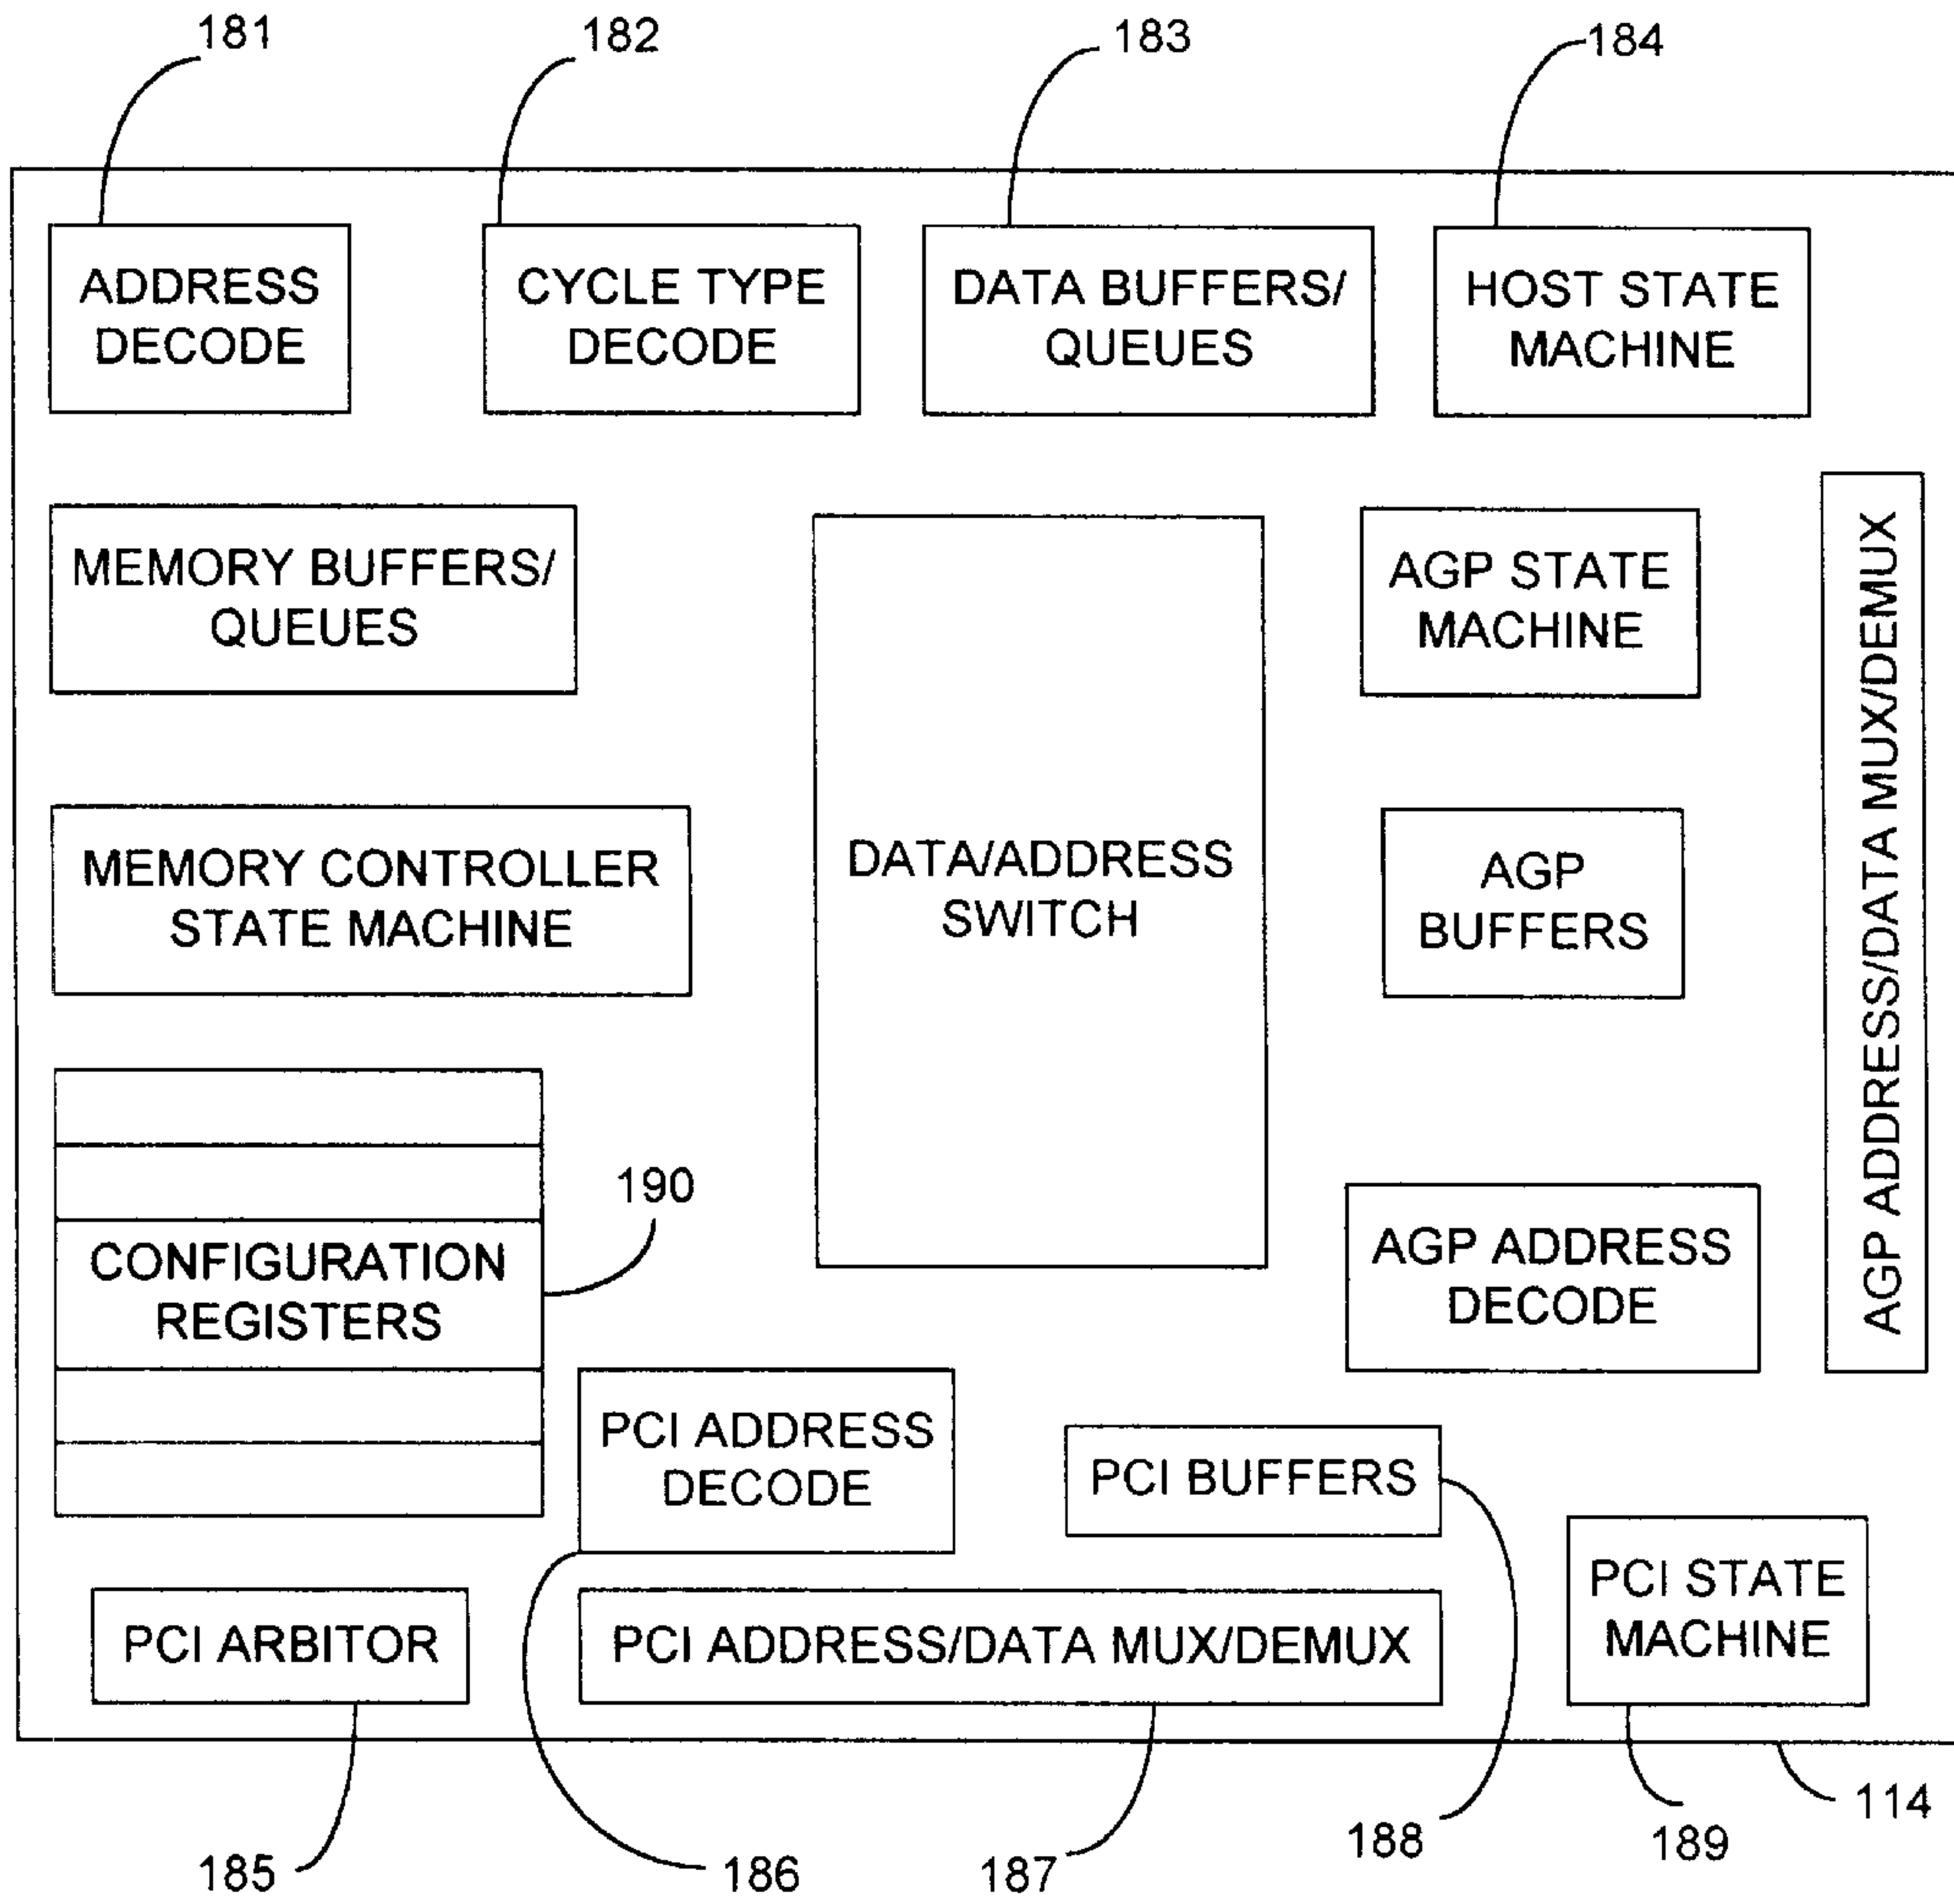 181
182
183
184
ADDRESS
DECODE
CYCLE TYPE
DECODE
DATA BUFFERS/
QUEUES
HOST STATE
MACHINE
MEMORY BUFFERS/
QUEUES
AGP STATE
MACHINE
AGP ADDRESS/DATA MUX/DEMUX
MEMORY CONTROLLER
STATE MACHINE
DATA/ADDRESS
SWITCH
AGP
BUFFERS
190
CONFIGURATION
REGISTERS
AGP ADDRESS
DECODE
PCI ADDRESS
DECODE
PCI BUFFERS
PCI STATE
MACHINE
PCI ARBITOR
PCI ADDRESS/DATA MUX/DEMUX
114
185
186
187
188
189